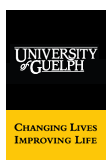 UNIVERSITY
of GUELPH
CHANGING LIVES
IMPROVING LIFE